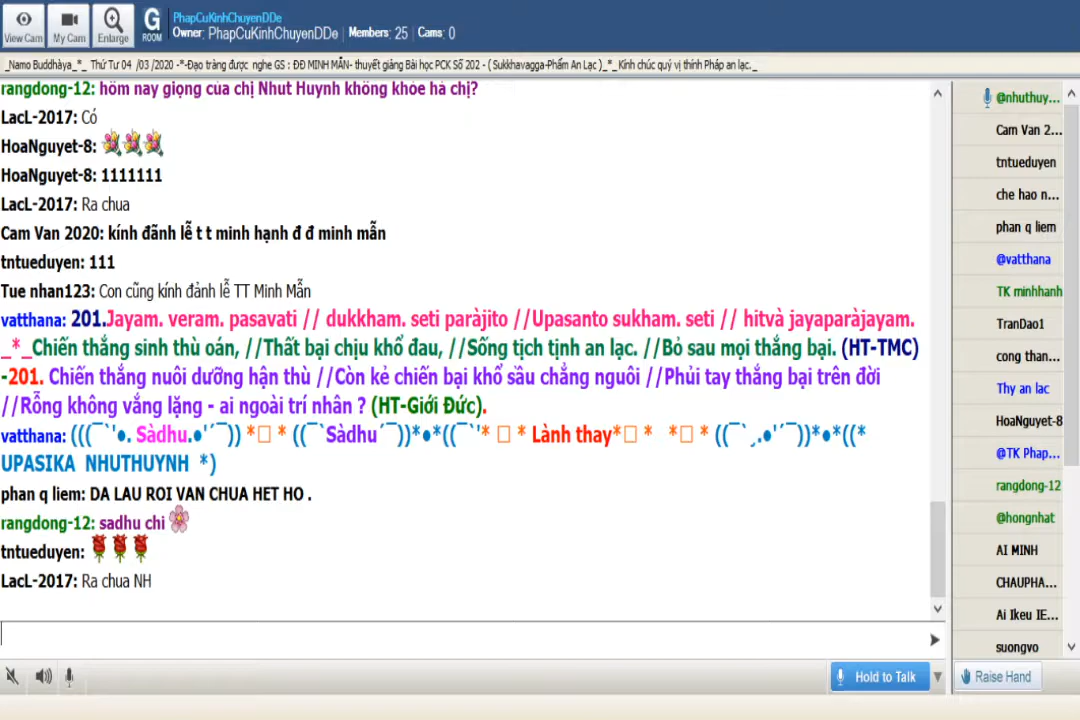 PhapCuKinhChuyenDDe
View Cam My Cam Enlarge G ROOM Owner: PhapCuKinhChuyenDDe Members: 25 Cams: 0
_Namo Buddhàya_*_ Thứ Tư 04 /03 /2020 -*-Đạo tràng được nghe GS : ĐĐ MINH MẪN- thuyết giảng Bài học PCK Số 202 - ( Sukkhavagga-Phẩm An Lạc )_*_Kính chúc quý vị thính Pháp an lạc._
rangdong-12: hôm nay giọng của chị Nhut Huynh không khỏe hả chị?
LacL-2017: Có
HoaNguyet-8:
HoaNguyet-8: 1111111
LacL-2017: Ra chua
Cam Van 2020: kính đãnh lễ t t minh hạnh đ đ minh mẫn
tntueduyen: 111
Tue nhan123: Con cũng kính đảnh lễ TT Minh Mẫn
vatthana: 201.Jayam. veram. pasavati // dukkham. seti paràjito //Upasanto sukham. seti // hitvà jayaparàjayam.
_*_Chiến thắng sinh thù oán, //Thất bại chịu khổ đau, //Sống tịch tịnh an lạc. //Bỏ sau mọi thắng bại. (HT-TMC)
-201. Chiến thắng nuôi dưỡng hận thù //Còn kẻ chiến bại khổ sầu chẳng nguôi //Phủi tay thắng bại trên đời
//Rỗng không vắng lặng - ai ngoài trí nhân ? (HT-Giới Đức).
vatthana: (((¯`'●. Sàdhu.●'´¯)) *□ * ((¯`Sàdhu´¯))*●*((¯`'* □ * Lành thay*□ * *□ * ((¯`¸.●'´¯))*●*((*
UPASIKA NHUTHUYNH *)
phan q liem: DA LAU ROI VAN CHUA HET HO .
rangdong-12: sadhu chi
tntueduyen:
LacL-2017: Ra chua NH
@nhuthuy...
Cam Van 2...
tntueduyen
che hao n...
phan q liem
@vatthana
TK minhhanh
TranDao1
cong than...
Thy an lac
HoaNguyet-8
@TK Phap...
rangdong-12
@hongnhat
AI MINH
CHAUPHA...
Ai Ikeu IE...
suongvo
Hold to Talk
Raise Hand